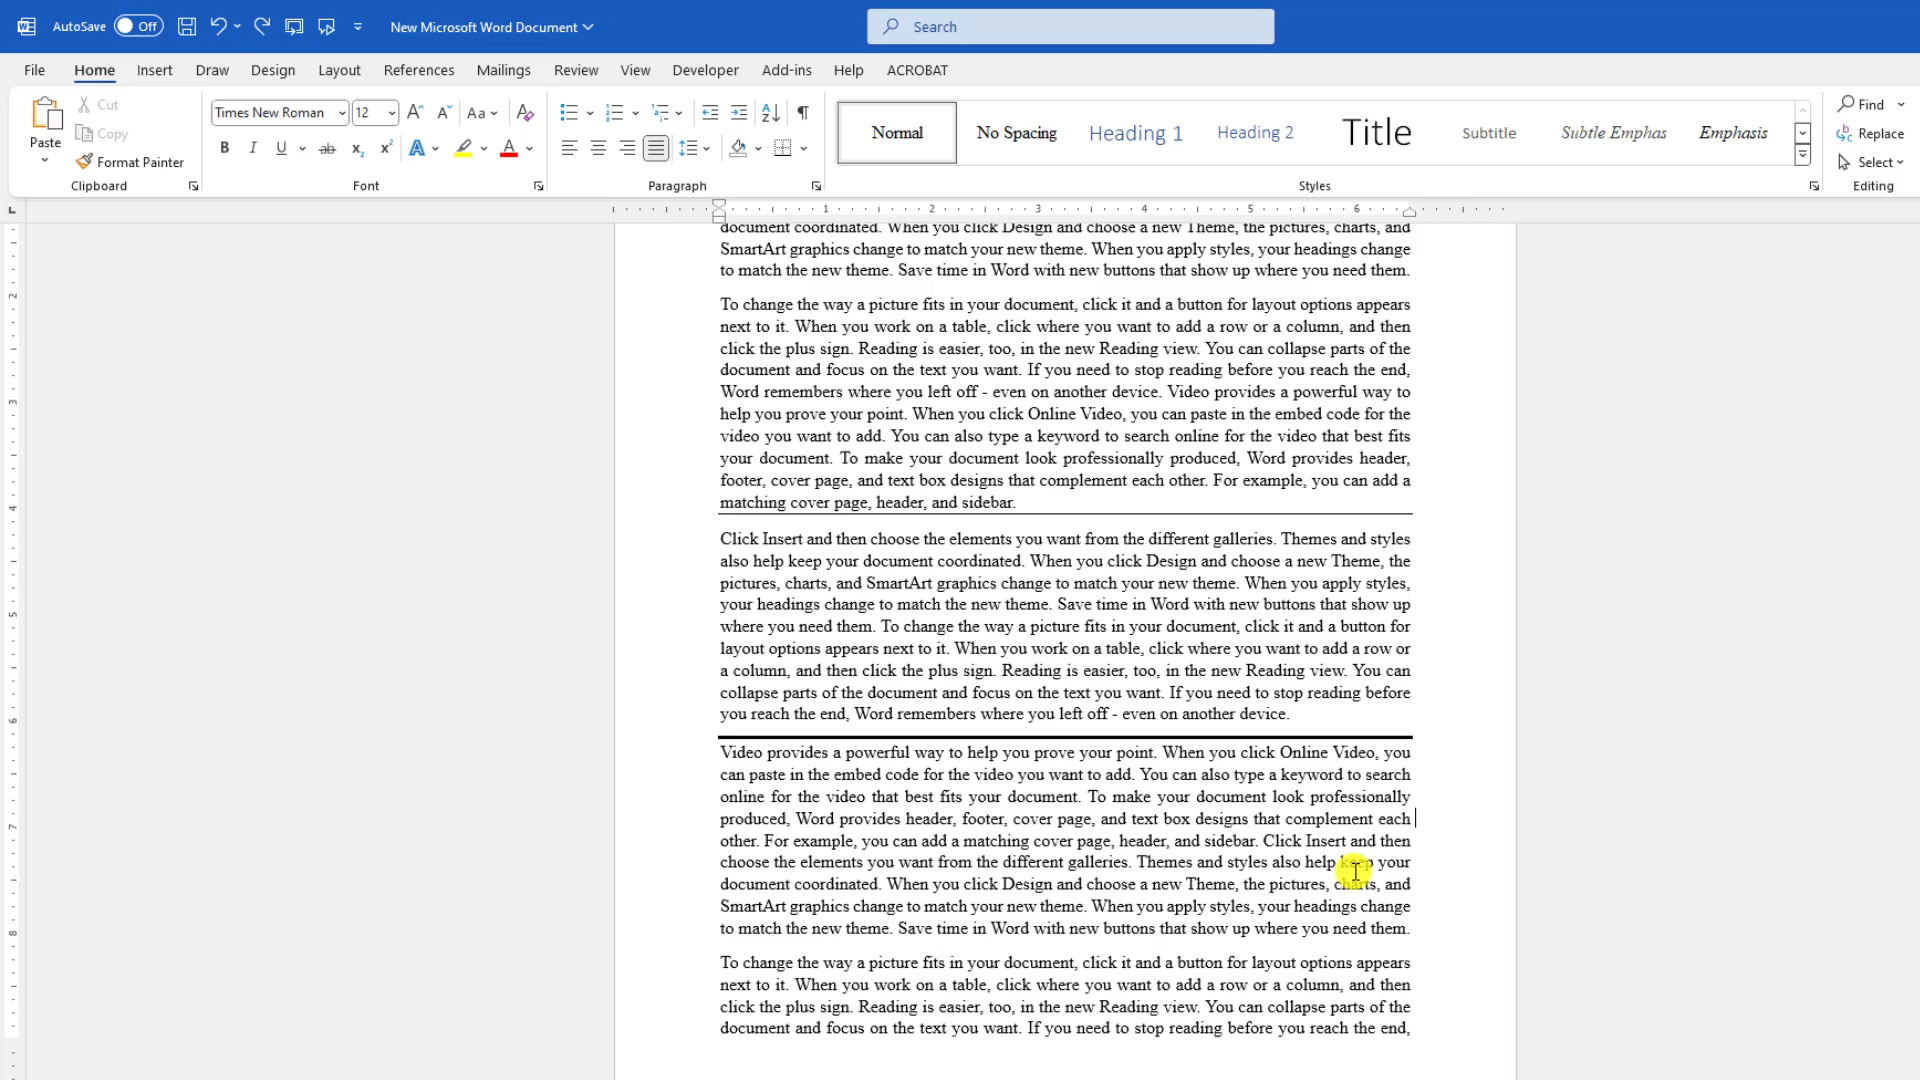 AutoSave Off New Microsoft Word Document Search
File Home Insert Draw Design Layout References Mailings Review View Developer Add-ins Help ACROBAT
Paste Cut Copy Format Painter Clipboard
Times New Roman 12 Aa B I U ab x₂ x² A A Font
Paragraph
Normal No Spacing Heading 1 Heading 2 Title Subtitle Subtle Emphas Emphasis Styles
Find Replace Select Editing
1 2 3 4 5 6
document coordinated. When you click Design and choose a new Theme, the pictures, charts, and
SmartArt graphics change to match your new theme. When you apply styles, your headings change
to match the new theme. Save time in Word with new buttons that show up where you need them.
To change the way a picture fits in your document, click it and a button for layout options appears
next to it. When you work on a table, click where you want to add a row or a column, and then
click the plus sign. Reading is easier, too, in the new Reading view. You can collapse parts of the
document and focus on the text you want. If you need to stop reading before you reach the end,
Word remembers where you left off - even on another device. Video provides a powerful way to
help you prove your point. When you click Online Video, you can paste in the embed code for the
video you want to add. You can also type a keyword to search online for the video that best fits
your document. To make your document look professionally produced, Word provides header,
footer, cover page, and text box designs that complement each other. For example, you can add a
matching cover page, header, and sidebar.
Click Insert and then choose the elements you want from the different galleries. Themes and styles
also help keep your document coordinated. When you click Design and choose a new Theme, the
pictures, charts, and SmartArt graphics change to match your new theme. When you apply styles,
your headings change to match the new theme. Save time in Word with new buttons that show up
where you need them. To change the way a picture fits in your document, click it and a button for
layout options appears next to it. When you work on a table, click where you want to add a row or
a column, and then click the plus sign. Reading is easier, too, in the new Reading view. You can
collapse parts of the document and focus on the text you want. If you need to stop reading before
you reach the end, Word remembers where you left off - even on another device.
Video provides a powerful way to help you prove your point. When you click Online Video, you
can paste in the embed code for the video you want to add. You can also type a keyword to search
online for the video that best fits your document. To make your document look professionally
produced, Word provides header, footer, cover page, and text box designs that complement each
other. For example, you can add a matching cover page, header, and sidebar. Click Insert and then
choose the elements you want from the different galleries. Themes and styles also help keep your
document coordinated. When you click Design and choose a new Theme, the pictures, charts, and
SmartArt graphics change to match your new theme. When you apply styles, your headings change
to match the new theme. Save time in Word with new buttons that show up where you need them.
To change the way a picture fits in your document, click it and a button for layout options appears
next to it. When you work on a table, click where you want to add a row or a column, and then
click the plus sign. Reading is easier, too, in the new Reading view. You can collapse parts of the
document and focus on the text you want. If you need to stop reading before you reach the end,